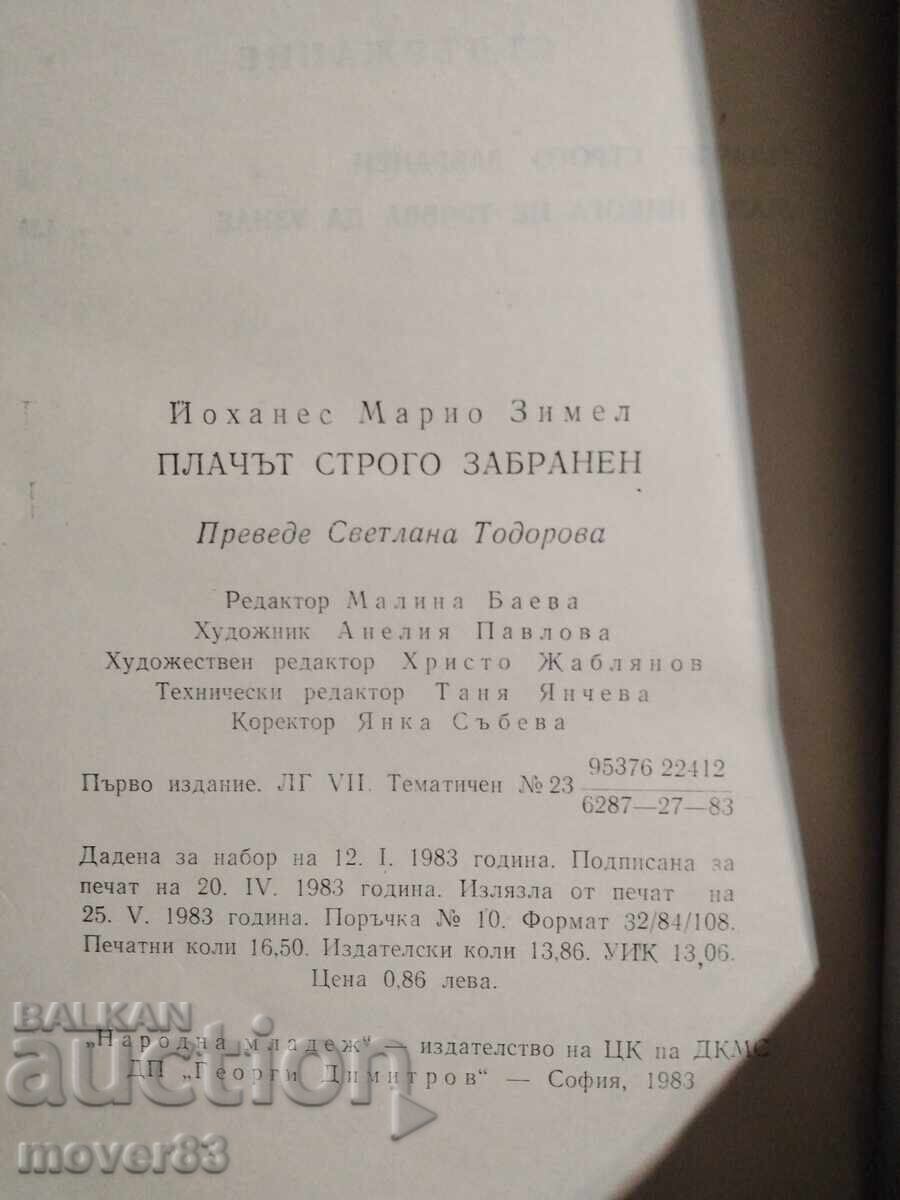 Йоханес Марио Зимел
ПЛАЧЪТ СТРОГО ЗАБРАНЕН
Преведе Светлана Тодорова
Редактор Малина Баева
Художник Анелия Павлова
Художествен редактор Христо Жаблянов
Технически редактор Таня Янчева
Коректор Янка Събева
Първо издание. ЛГ VII. Тематичен № 23 95376 22412
6287—27—83
Дадена за набор на 12. I. 1983 година. Подписана за
печат на 20. IV. 1983 година. Излязла от печат на
25. V. 1983 година. Поръчка № 10. Формат 32/84/108.
Печатни коли 16,50. Издателски коли 13,86. УИК 13,06.
Цена 0,86 лева.
„Народна младеж“ — издателство на ЦК на ДКМС
ДП „Георги Димитров“ — София, 1983
BALKAN
auction
mover83